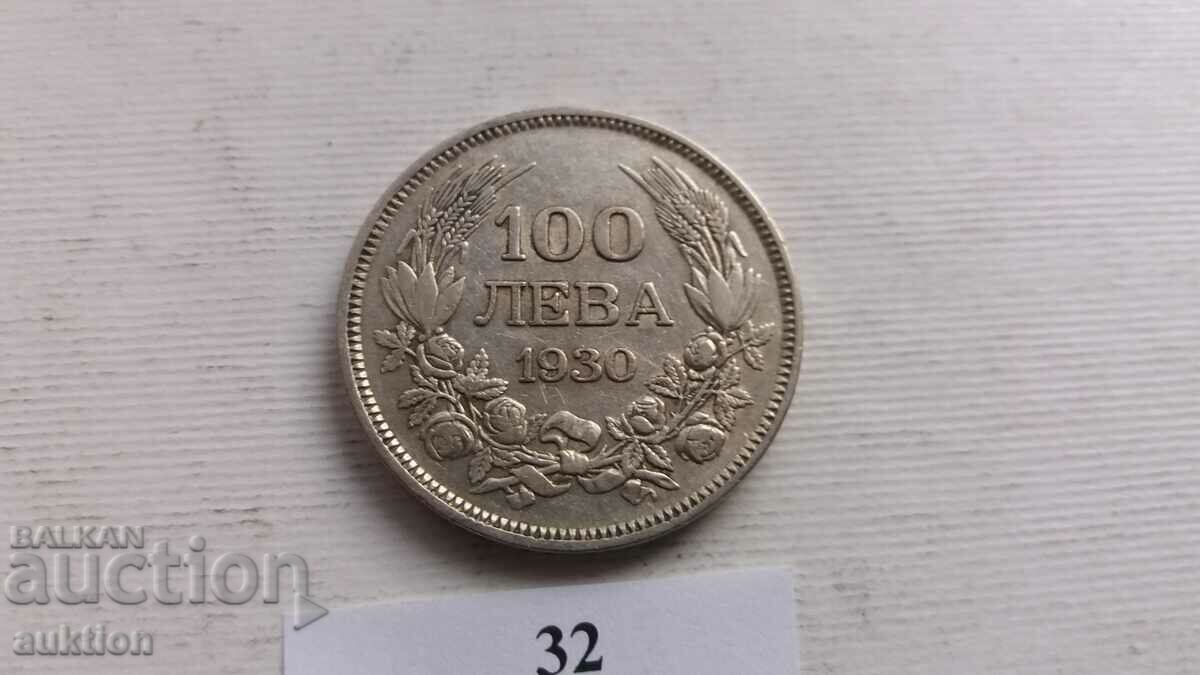 100
ЛЕВА
1930
BALKAN
auction
auktion
32